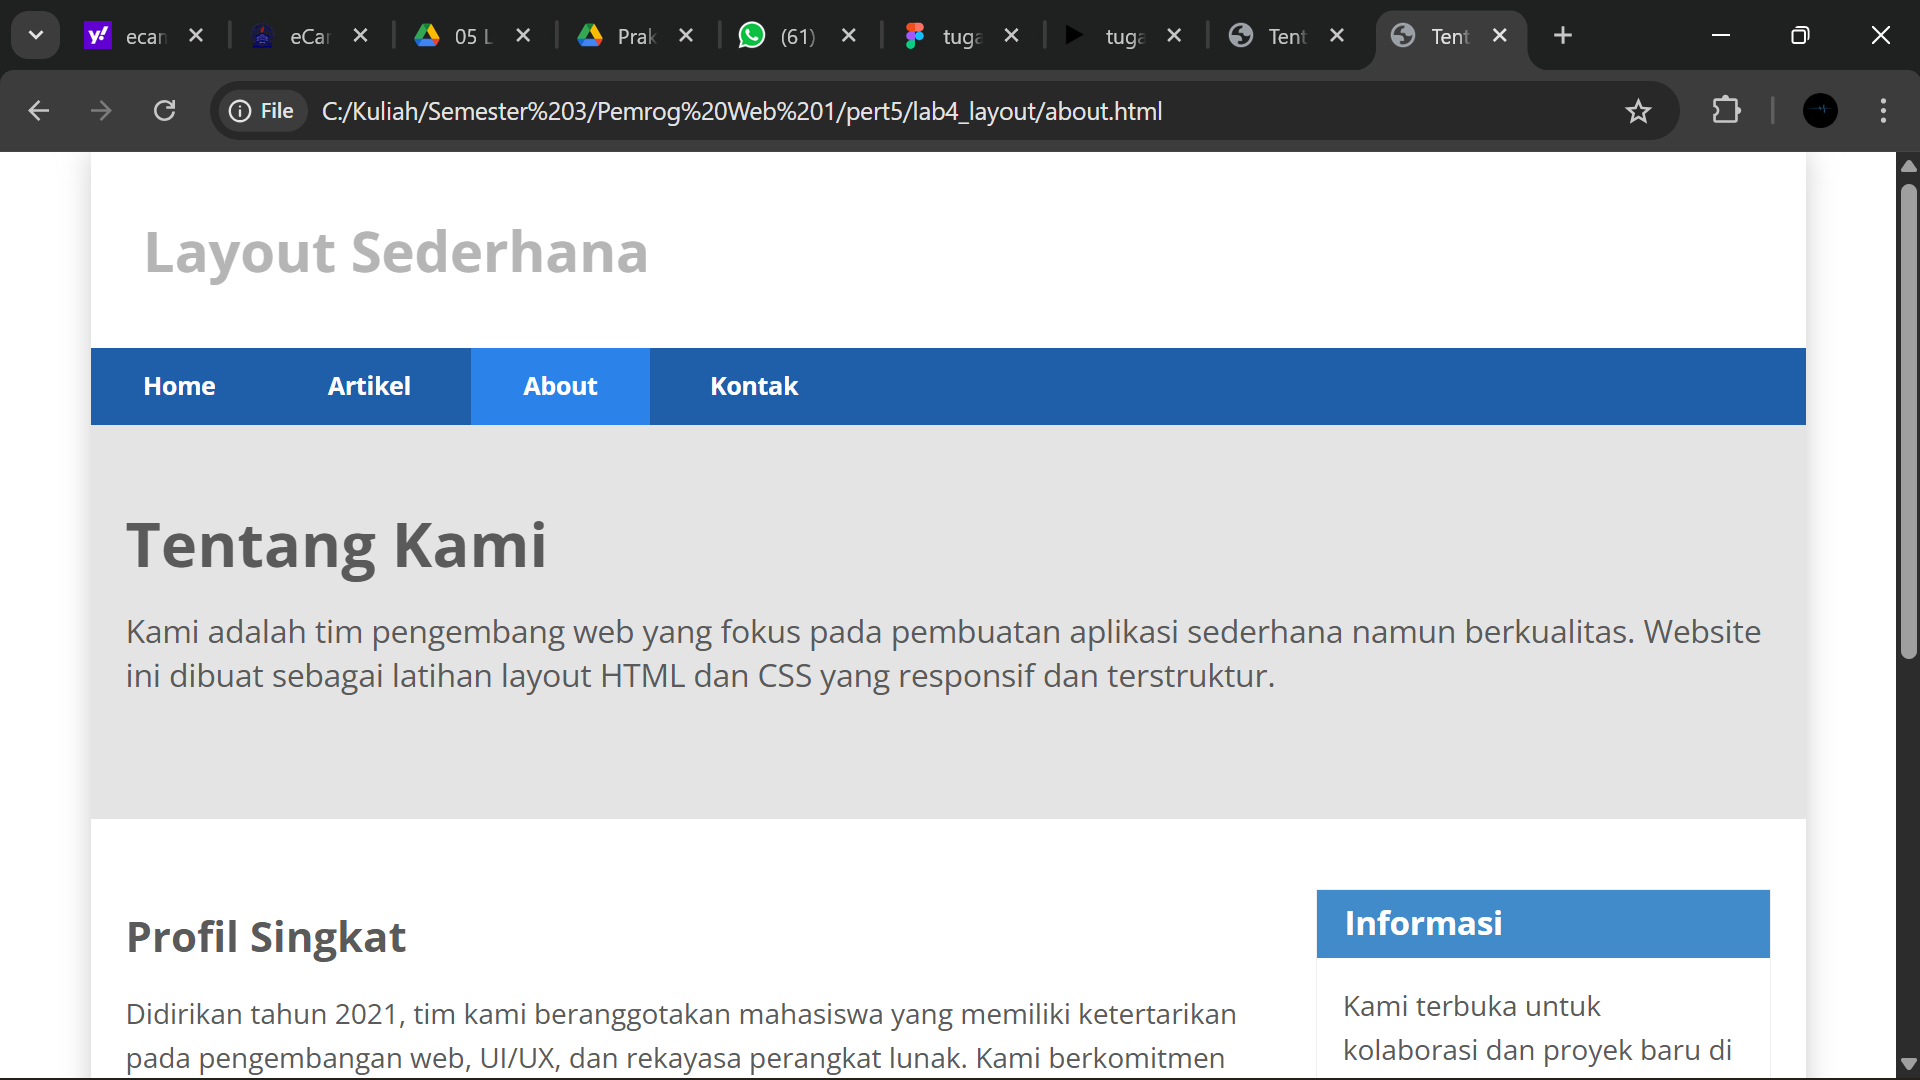 ecan
eCar
05 L
Prak
(61)
tuga
tuga
Tent
Tent
File
C:/Kuliah/Semester%203/Pemrog%20Web%201/pert5/lab4_layout/about.html
Layout Sederhana
Home
Artikel
About
Kontak
Tentang Kami
Kami adalah tim pengembang web yang fokus pada pembuatan aplikasi sederhana namun berkualitas. Website
ini dibuat sebagai latihan layout HTML dan CSS yang responsif dan terstruktur.
Profil Singkat
Didirikan tahun 2021, tim kami beranggotakan mahasiswa yang memiliki ketertarikan
pada pengembangan web, UI/UX, dan rekayasa perangkat lunak. Kami berkomitmen
Informasi
Kami terbuka untuk
kolaborasi dan proyek baru di